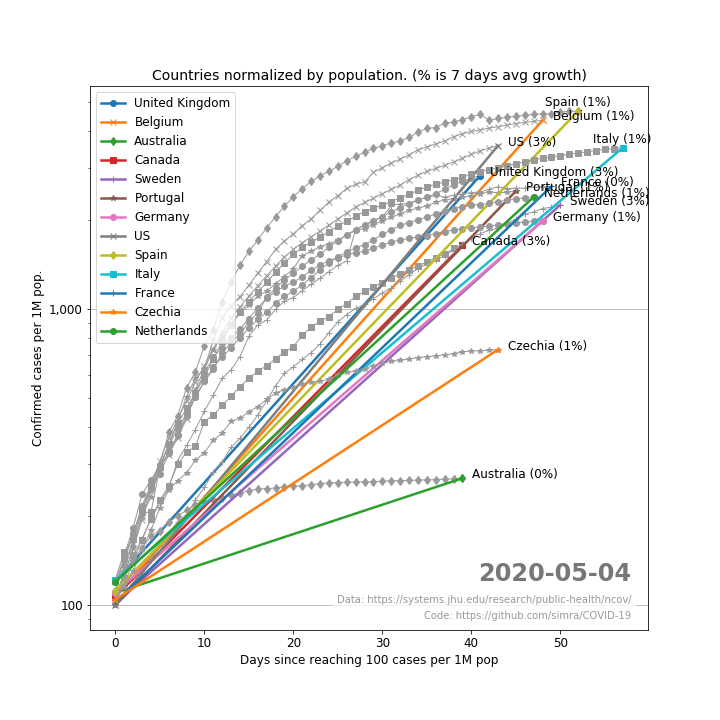 Countries normalized by population. (% is 7 days avg growth)
United Kingdom
Belgium
Australia
Canada
Sweden
Portugal
Germany
US
Spain
Italy
France
Czechia
Netherlands
Spain (1%)
Belgium (1%)
Italy (1%)
US (3%)
United Kingdom (3%)
France (0%)
Portugal (1%)
Netherlands (1%)
Sweden (3%)
Germany (1%)
Canada (3%)
Czechia (1%)
Australia (0%)
1,000
100
Confirmed cases per 1M pop.
2020-05-04
Data: https://systems.jhu.edu/research/public-health/ncov/
Code: https://github.com/simra/COVID-19
0 10 20 30 40 50
Days since reaching 100 cases per 1M pop